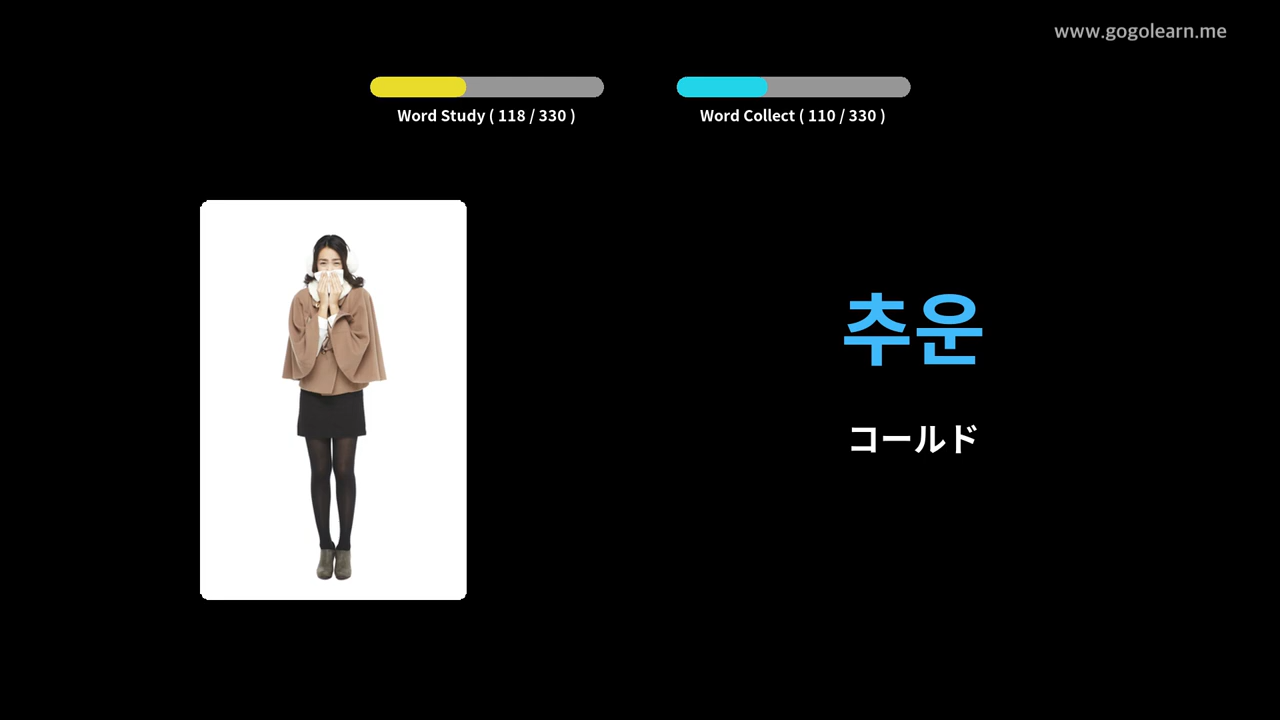 www.gogolearn.me
Word Study ( 118 / 330 )
Word Collect ( 110 / 330 )
추운
コールド